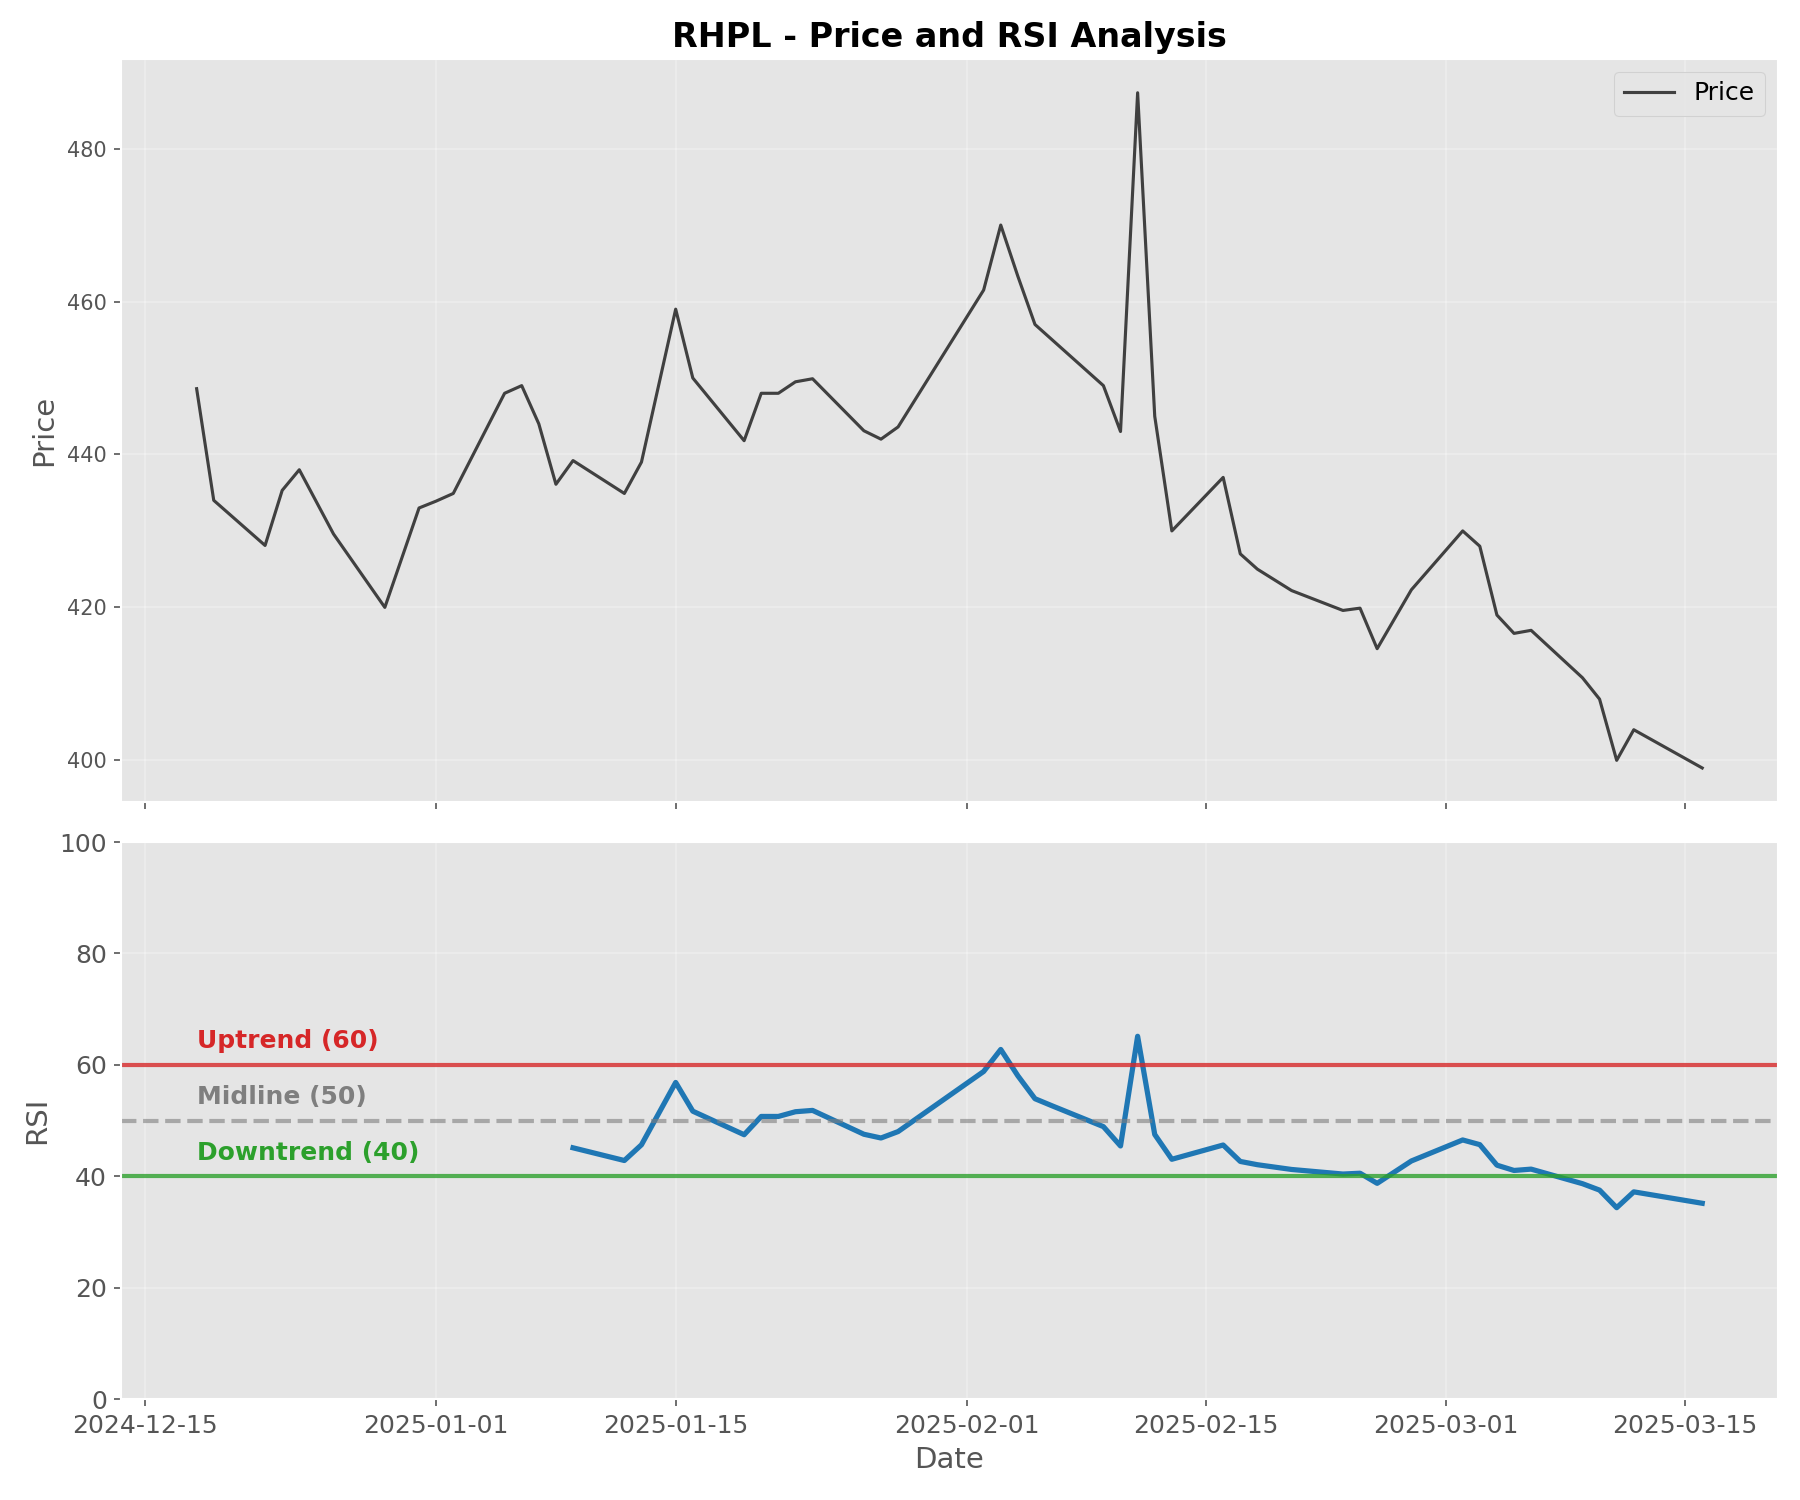 RHPL - Price and RSI Analysis
Price
480
460
440
420
400
Price
100
80
60
40
20
0
RSI
Uptrend (60)
Midline (50)
Downtrend (40)
2024-12-15
2025-01-01
2025-01-15
2025-02-01
2025-02-15
2025-03-01
2025-03-15
Date